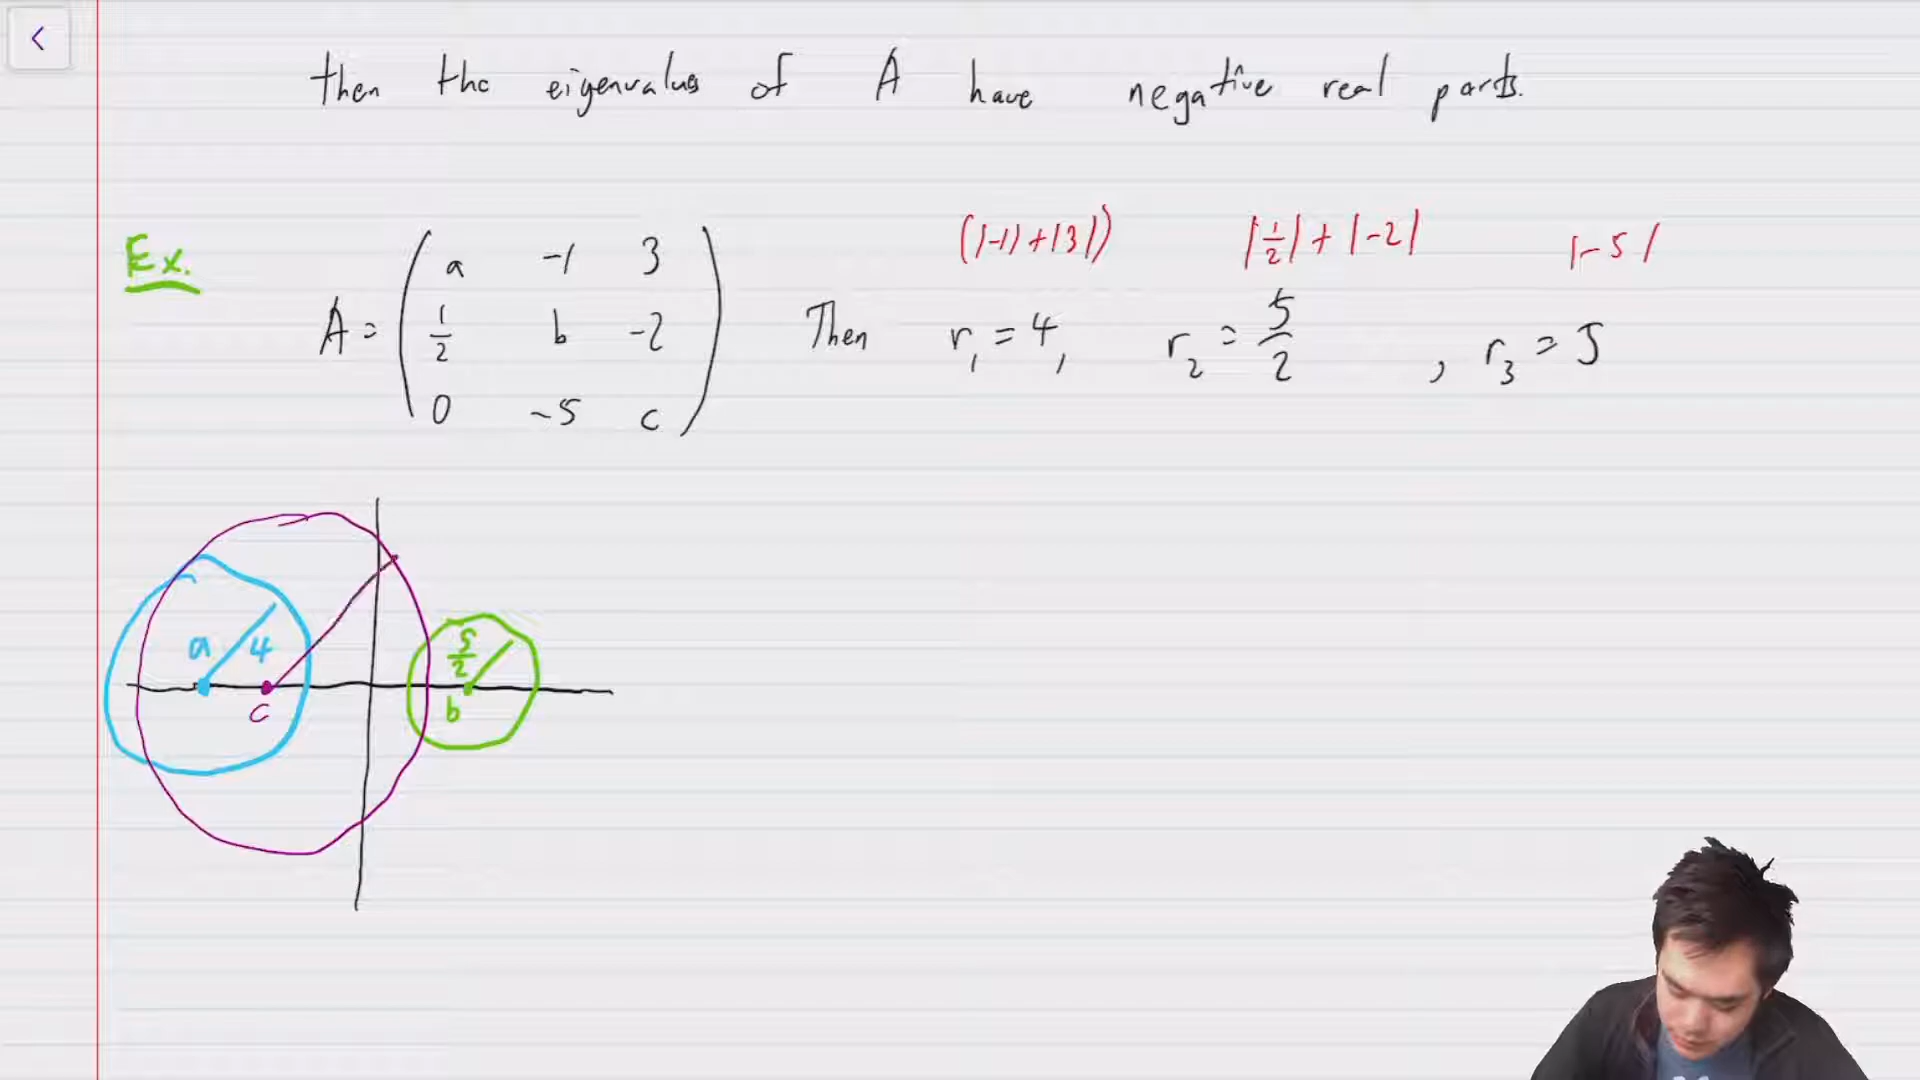 then the eigenvalues of A have negative real parts.
Ex.
(|-1|+|3|) |1/2|+|-2| |-5|
A = ( a -1 3
1/2 b -2
0 -5 c )
Then r₁ = 4, r₂ = 5/2, r₃ = 5
a 4 5/2
c b